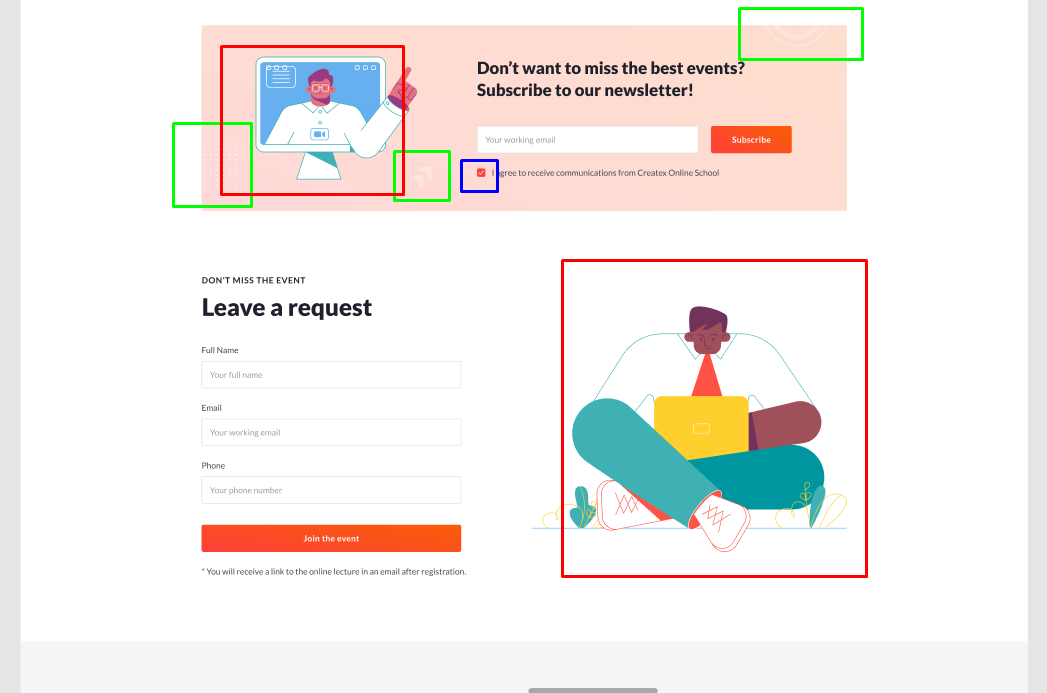 Don't want to miss the best events?
Subscribe to our newsletter!
Your working email
Subscribe
I agree to receive communications from Createx Online School
DON'T MISS THE EVENT
Leave a request
Full Name
Your full name
Email
Your working email
Phone
Your phone number
Join the event
* You will receive a link to the online lecture in an email after registration.